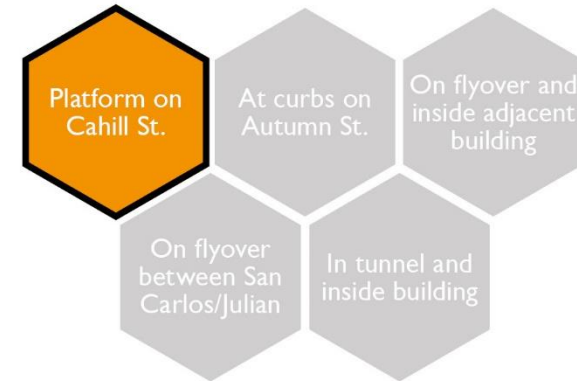 Platform on
Cahill St.
At curbs on
Autumn St.
On flyover and
inside adjacent
building
On flyover
between San
Carlos/Julian
In tunnel and
inside building